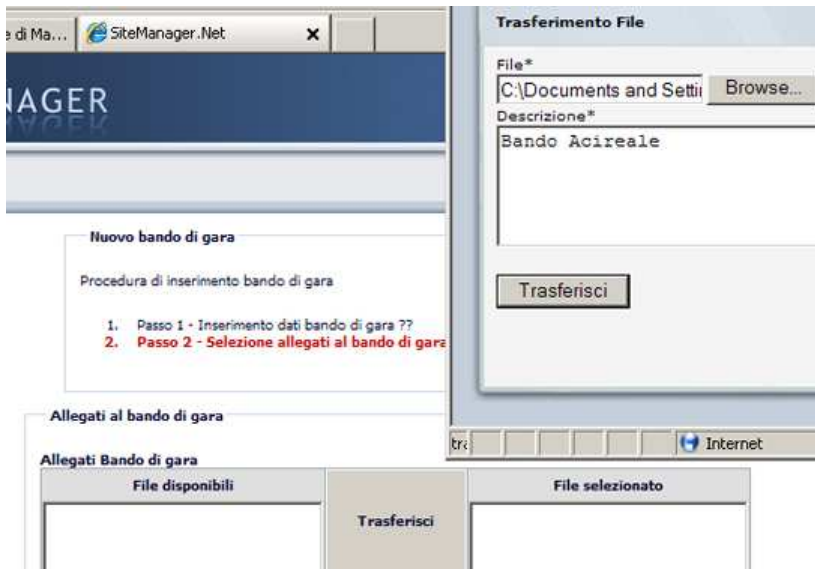 e di Ma...
SiteManager.Net
NAGER
Nuovo bando di gara
Procedura di inserimento bando di gara
1. Passo 1 - Inserimento dati bando di gara ??
2. Passo 2 - Selezione allegati al bando di gara
Allegati al bando di gara
Allegati Bando di gara
File disponibili
Trasferisci
File selezionato
Trasferimento File
File*
C:\Documents and Setti
Browse...
Descrizione*
Bando Acireale
Trasferisci
Internet